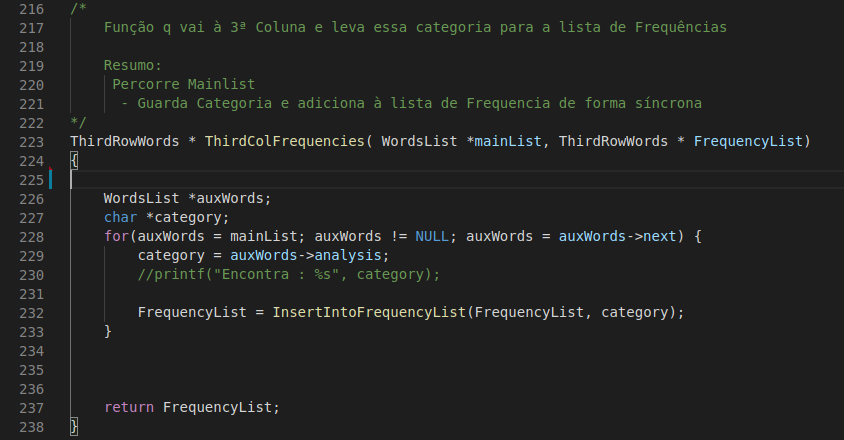 216 /*
217 Função q vai à 3ª Coluna e leva essa categoria para a lista de Frequências
218
219 Resumo:
220 Percorre Mainlist
221 - Guarda Categoria e adiciona à lista de Frequencia de forma síncrona
222 */
223 ThirdRowWords * ThirdColFrequencies( WordsList *mainList, ThirdRowWords * FrequencyList)
224 {
225
226 WordsList *auxWords;
227 char *category;
228 for(auxWords = mainList; auxWords != NULL; auxWords = auxWords->next) {
229 category = auxWords->analysis;
230 //printf("Encontra : %s", category);
231
232 FrequencyList = InsertIntoFrequencyList(FrequencyList, category);
233 }
234
235
236
237 return FrequencyList;
238 }